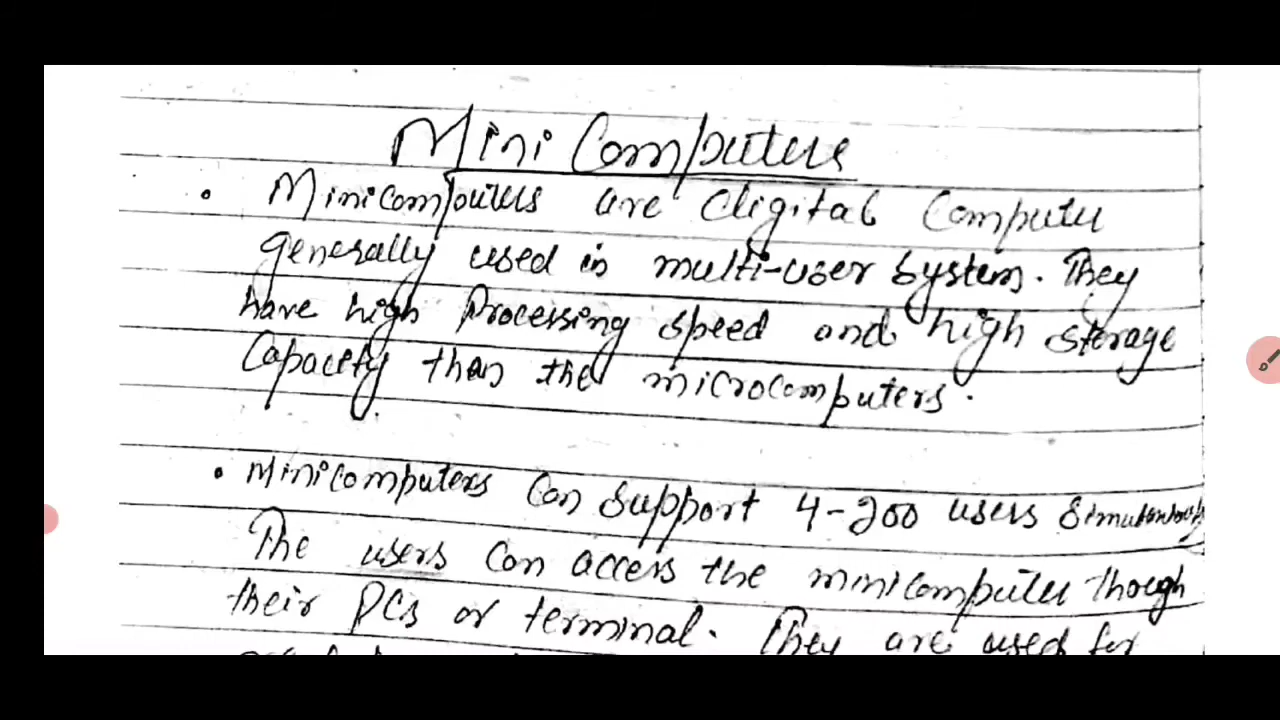 Mini Computers
• Minicomputers are digital Computer
generally used in multi-user system. They
have high Processing speed and high storage
Capacity than the microcomputers.
• Minicomputers Can support 4-200 users
The users Can access the minicomputer though
their PCs or terminal. They are used for